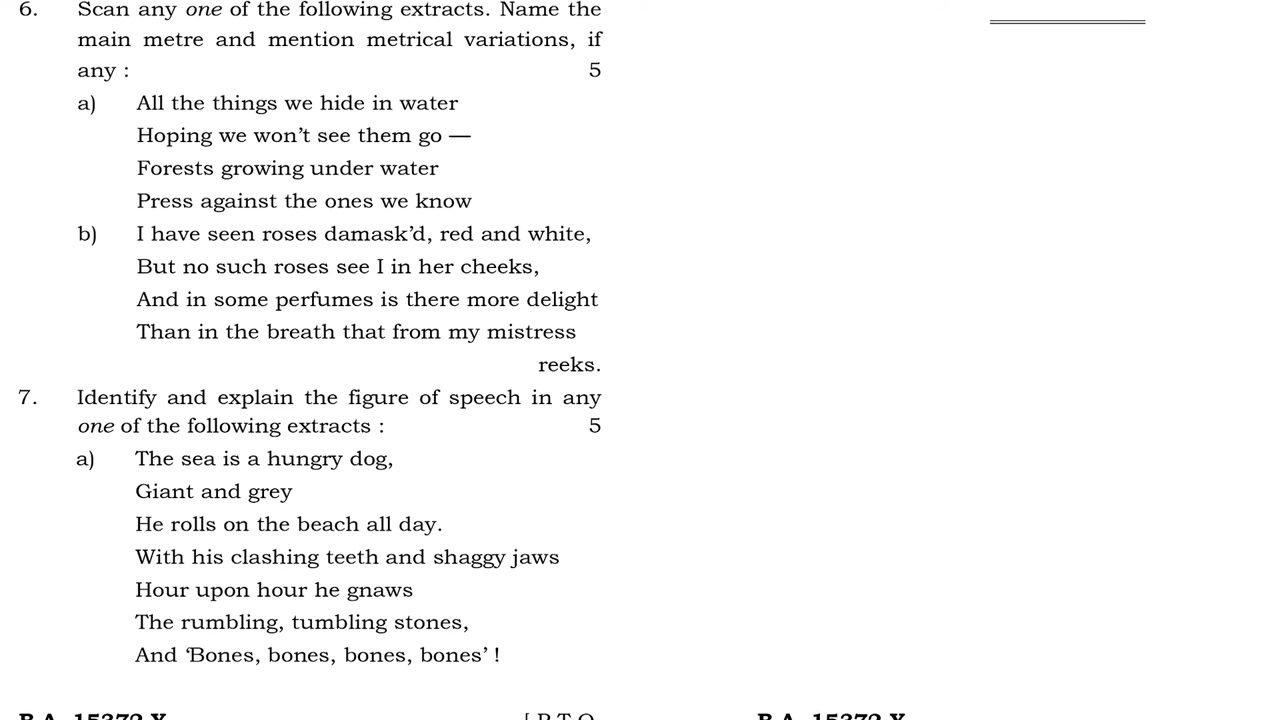 6. Scan any one of the following extracts. Name the
main metre and mention metrical variations, if
any : 5
a) All the things we hide in water
Hoping we won't see them go —
Forests growing under water
Press against the ones we know
b) I have seen roses damask'd, red and white,
But no such roses see I in her cheeks,
And in some perfumes is there more delight
Than in the breath that from my mistress
reeks.
7. Identify and explain the figure of speech in any
one of the following extracts : 5
a) The sea is a hungry dog,
Giant and grey
He rolls on the beach all day.
With his clashing teeth and shaggy jaws
Hour upon hour he gnaws
The rumbling, tumbling stones,
And ‘Bones, bones, bones, bones’ !
B.A.-15372-Y [ P.T.O.
B.A.-15372-Y